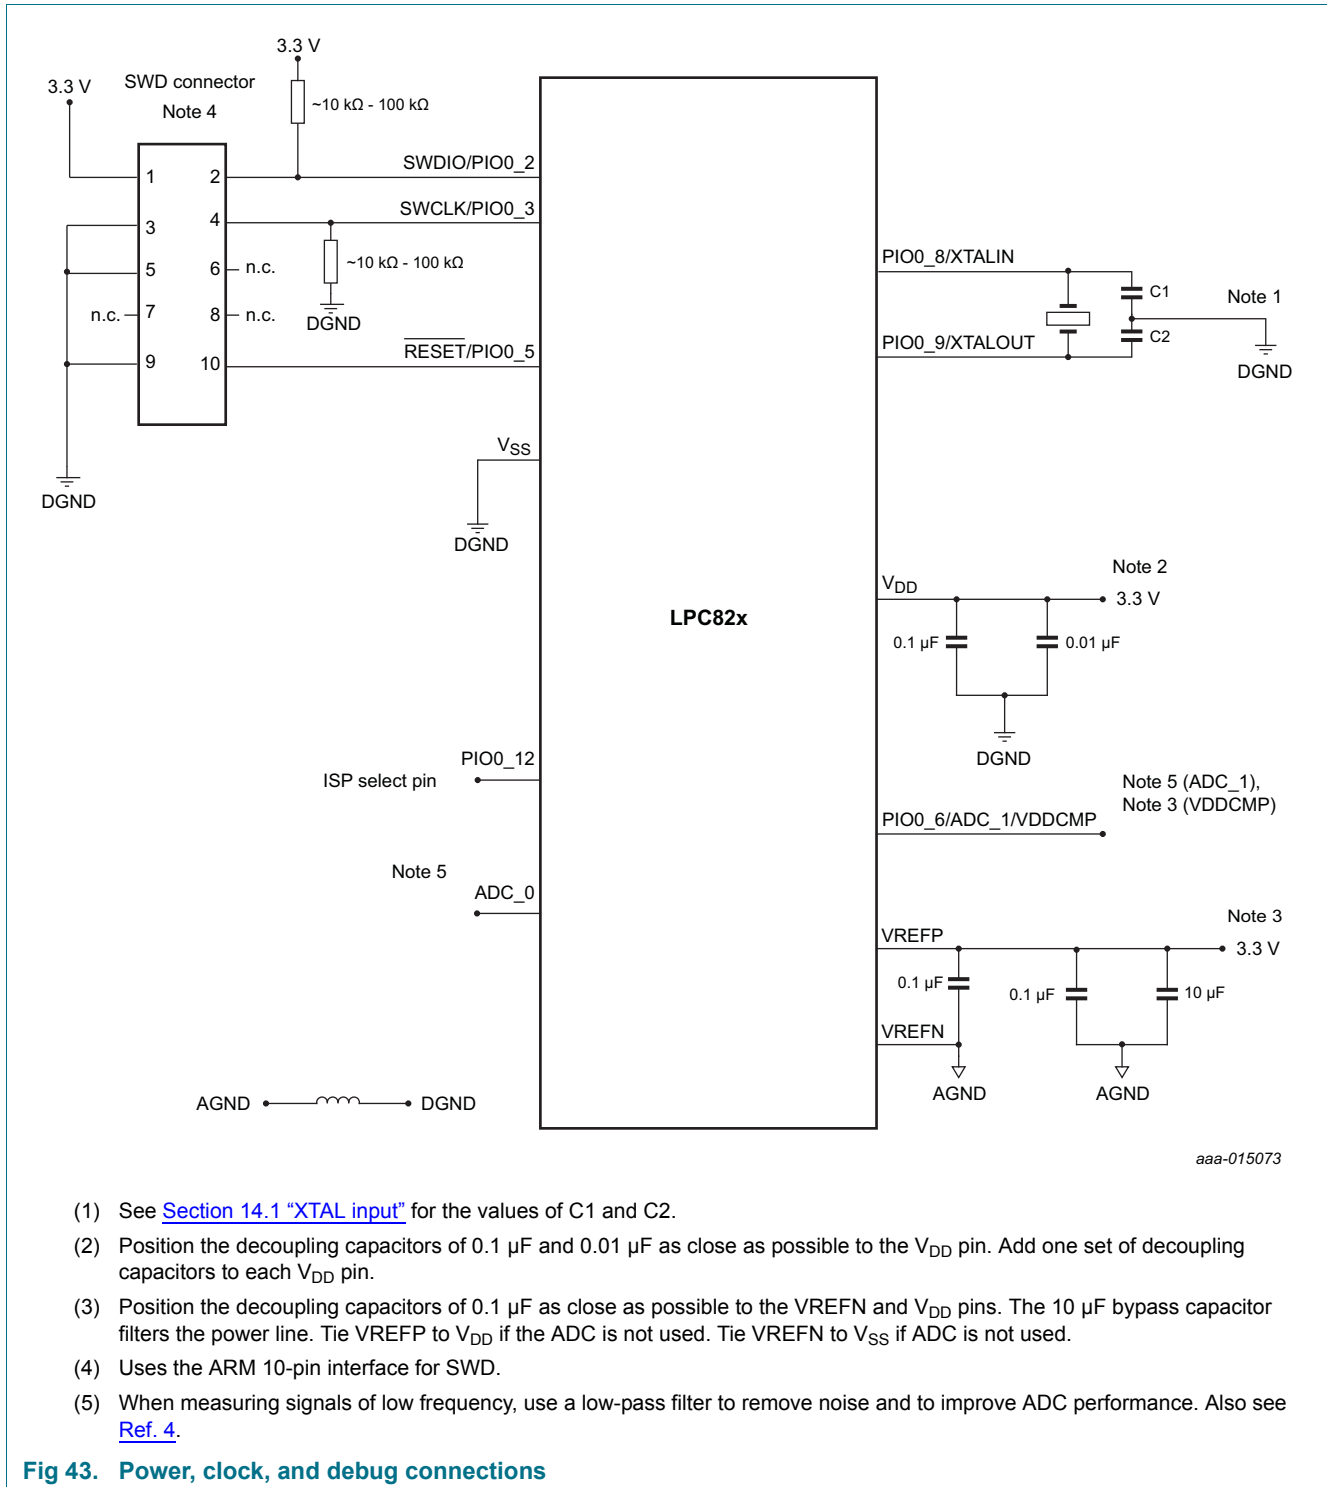 3.3 V
3.3 V
SWD connector
Note 4
~10 kΩ - 100 kΩ
1
2
SWDIO/PIO0_2
3
4
SWCLK/PIO0_3
5
6
n.c.
~10 kΩ - 100 kΩ
n.c.
7
8
n.c.
DGND
9
10
RESET/PIO0_5
DGND
VSS
DGND
PIO0_8/XTALIN
C1
Note 1
PIO0_9/XTALOUT
C2
DGND
LPC82x
VDD
Note 2
3.3 V
0.1 µF
0.01 µF
DGND
PIO0_12
ISP select pin
Note 5 (ADC_1),
Note 3 (VDDCMP)
PIO0_6/ADC_1/VDDCMP
Note 5
ADC_0
Note 3
VREFP
3.3 V
0.1 µF
0.1 µF
10 µF
VREFN
AGND
AGND
AGND
DGND
aaa-015073
(1) See Section 14.1 “XTAL input” for the values of C1 and C2.
(2) Position the decoupling capacitors of 0.1 µF and 0.01 µF as close as possible to the VDD pin. Add one set of decoupling
capacitors to each VDD pin.
(3) Position the decoupling capacitors of 0.1 µF as close as possible to the VREFN and VDD pins. The 10 µF bypass capacitor
filters the power line. Tie VREFP to VDD if the ADC is not used. Tie VREFN to VSS if ADC is not used.
(4) Uses the ARM 10-pin interface for SWD.
(5) When measuring signals of low frequency, use a low-pass filter to remove noise and to improve ADC performance. Also see
Ref. 4.
Fig 43. Power, clock, and debug connections